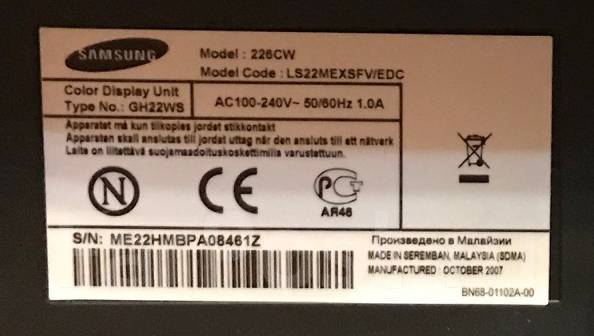 SAMSUNG
Model : 226CW
Model Code : LS22MEXSFV/EDC
Color Display Unit
Type No.: GH22WS
AC100-240V~ 50/60Hz 1.0A
Apparatet må kun tilkoples jordet stikkontakt
Apparaten skall anslutas till jordat uttag när den ansluts till ett nätverk
Laite on liitettävä suojamaadoituskoskettimilla varustettuun.
N
CE
РСТ
АЯ46
S/N: ME22HMBPA08461Z
Произведено в Малайзии
MADE IN SEREMBAN, MALAYSIA (SDMA)
MANUFACTURED : OCTOBER 2007
BN68-01102A-00